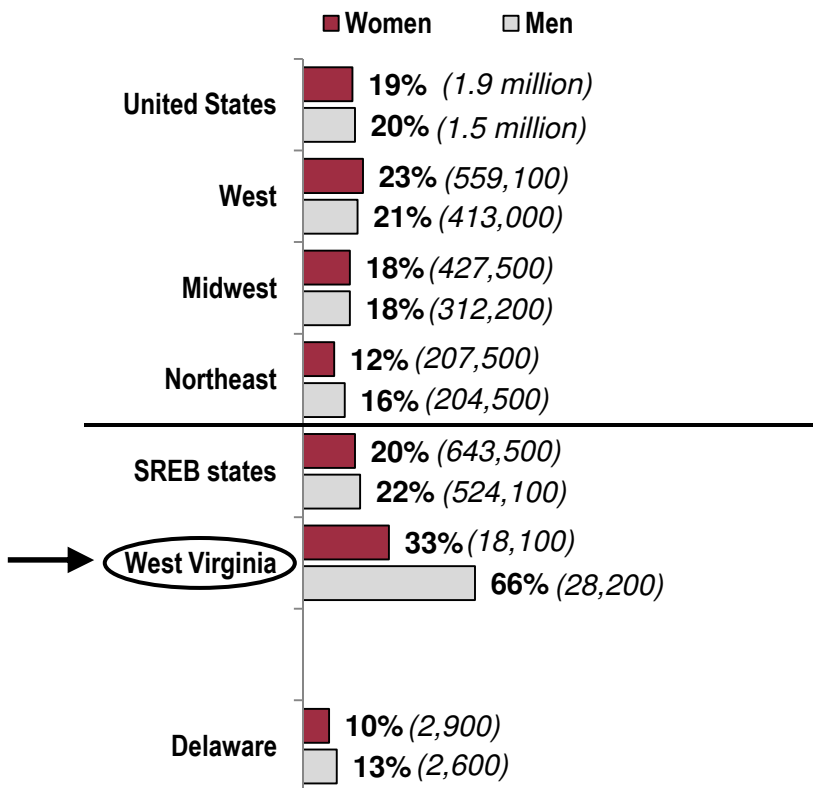 Women Men
United States
19% (1.9 million)
20% (1.5 million)
West
23% (559,100)
21% (413,000)
Midwest
18% (427,500)
18% (312,200)
Northeast
12% (207,500)
16% (204,500)
SREB states
20% (643,500)
22% (524,100)
West Virginia
33% (18,100)
66% (28,200)
Delaware
10% (2,900)
13% (2,600)